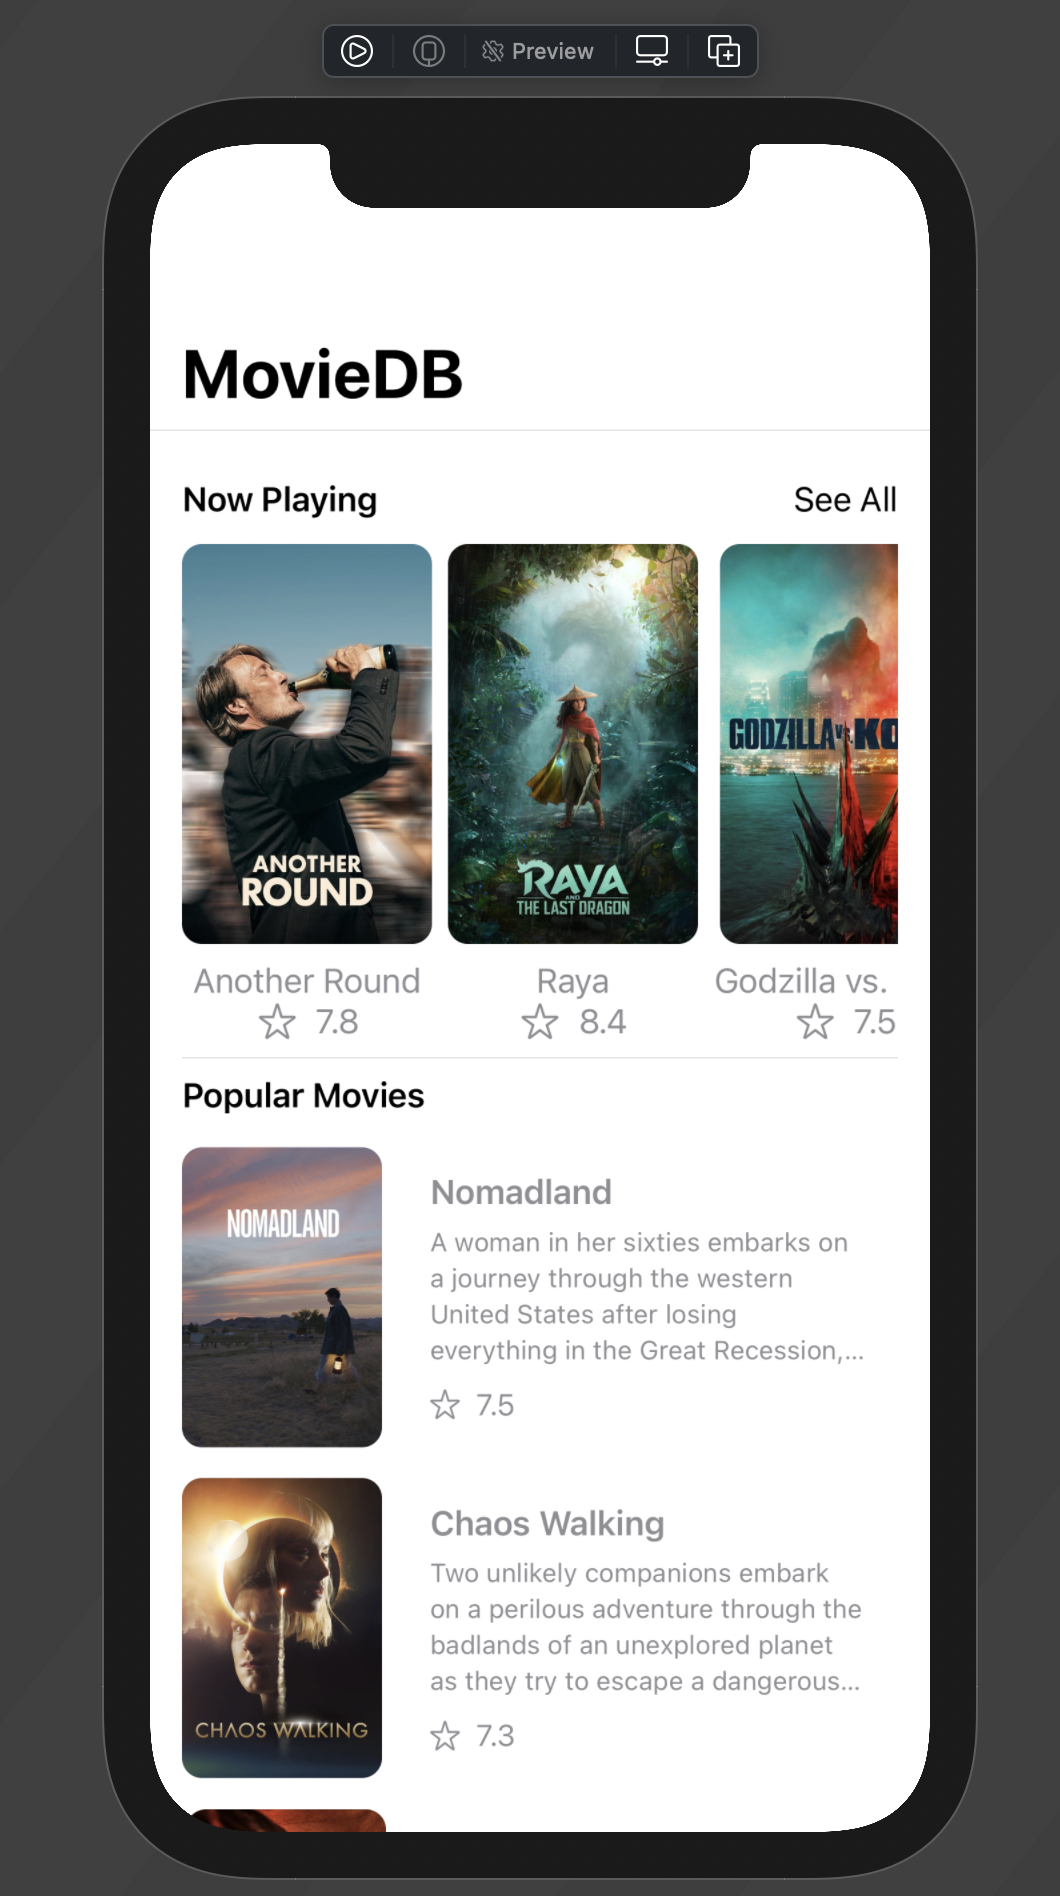 Preview
MovieDB
Now Playing
See All
ANOTHER
ROUND
RAYA
AND
THE LAST DRAGON
GODZILLA V. KO
Another Round
Raya
Godzilla vs.
7.8
8.4
7.5
Popular Movies
NOMADLAND
Nomadland
A woman in her sixties embarks on
a journey through the western
United States after losing
everything in the Great Recession,...
7.5
CHAOS WALKING
Chaos Walking
Two unlikely companions embark
on a perilous adventure through the
badlands of an unexplored planet
as they try to escape a dangerous...
7.3